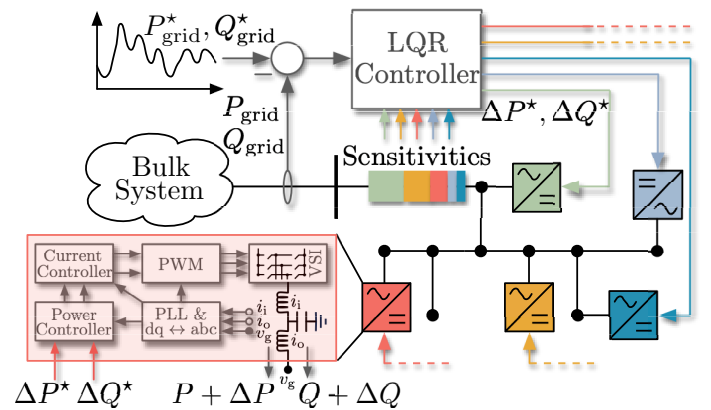 P⋆grid, Q⋆grid
LQR
Controller
−
Pgrid
Qgrid
ΔP⋆, ΔQ⋆
Sensitivities
Bulk
System
Current
Controller
PWM
VSI
Power
Controller
PLL &
dq ↔ abc
ii
io
vg
ii
io
vg
ΔP⋆ ΔQ⋆
P + ΔP
Q + ΔQ